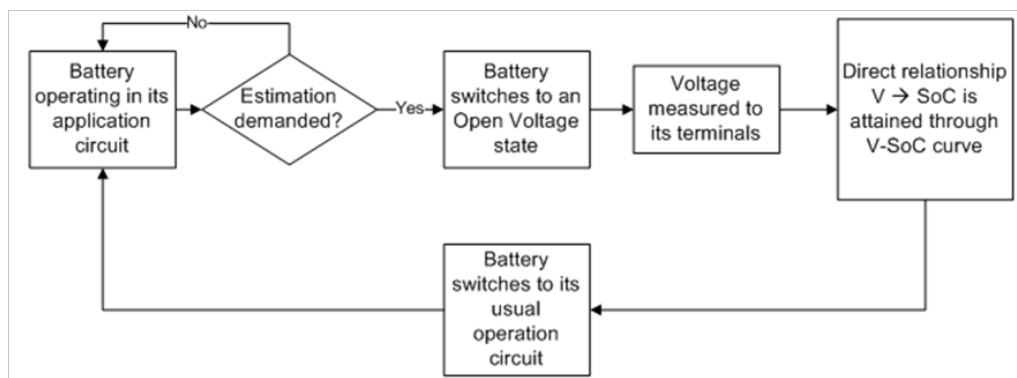 No
Battery
operating in its
application
circuit
Estimation
demanded?
Yes
Battery
switches to an
Open Voltage
state
Voltage
measured to
its terminals
Direct relationship
V → SoC is
attained through
V-SoC curve
Battery
switches to its
usual
operation
circuit